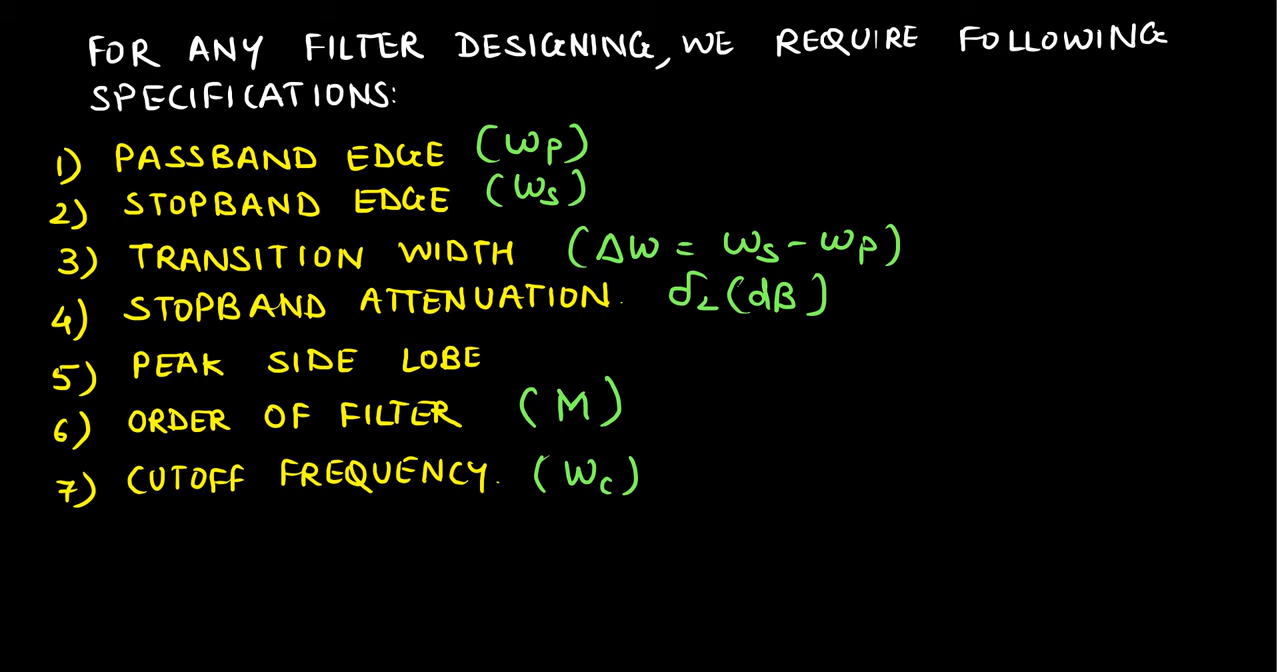 FOR ANY FILTER DESIGNING, WE REQUIRE FOLLOWING
SPECIFICATIONS:
1) PASSBAND EDGE (ωp)
2) STOPBAND EDGE (ωs)
3) TRANSITION WIDTH (Δω = ωs - ωp)
4) STOPBAND ATTENUATION. δ2 (dB)
5) PEAK SIDE LOBE
6) ORDER OF FILTER (M)
7) CUTOFF FREQUENCY. (ωc)